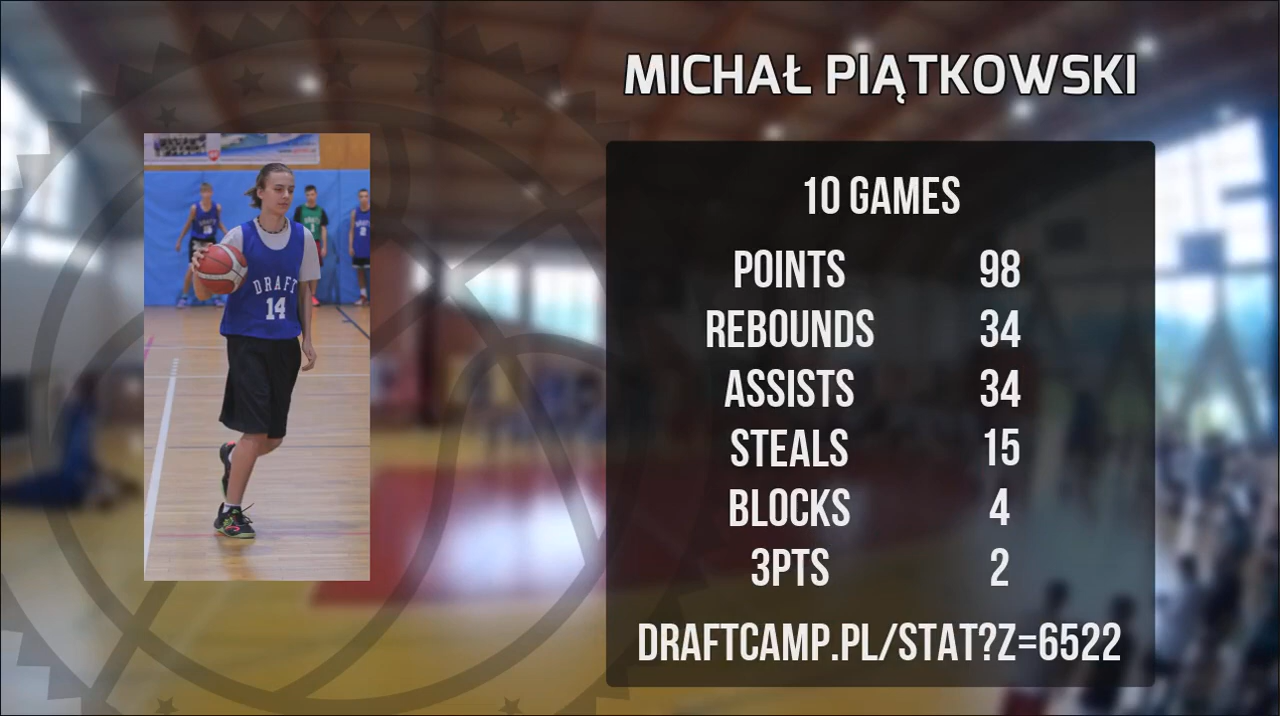 MICHAŁ PIĄTKOWSKI
10 GAMES
POINTS 98
REBOUNDS 34
ASSISTS 34
STEALS 15
BLOCKS 4
3PTS 2
DRAFTCAMP.PL/STAT?Z=6522
DRAFT
14